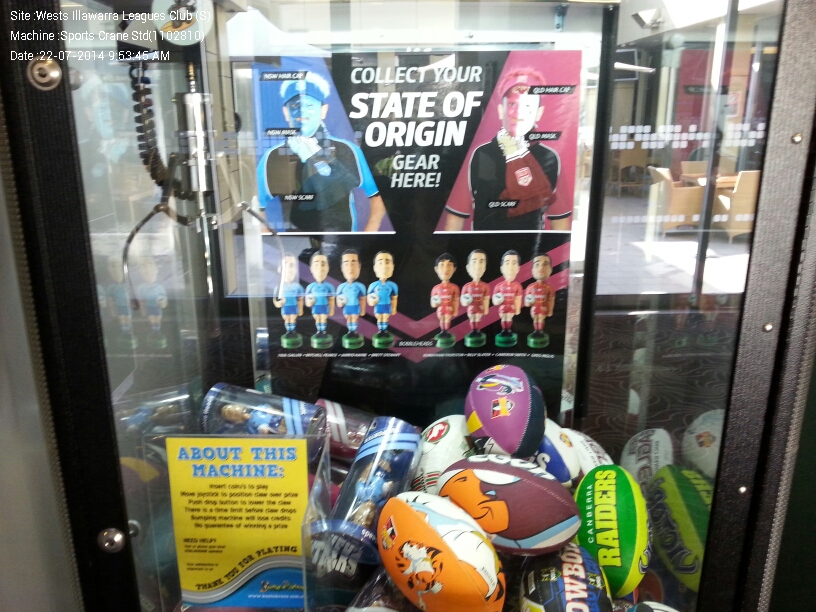 Site :Wests Illawarra Leagues Club (S)
Machine :Sports Crane Std(1102810)
Date :22-07-2014 9:53:45 AM
COLLECT YOUR
STATE OF
ORIGIN
GEAR
HERE!
NSW HAIR CAP
NSW MASK
NSW SCARF
QLD HAIR CAP
QLD MASK
QLD SCARF
BOBBLEHEADS
ABOUT THIS
MACHINE:
Insert coin/s to play
Move joystick to position claw over prize
Push drop button to lower the claw
There is a time limit before claw drops
Bumping machine will lose credits
No guarantee of winning a prize
NEED HELP?
THANK YOU FOR PLAYING
CANBERRA
RAIDERS
COWBOYS